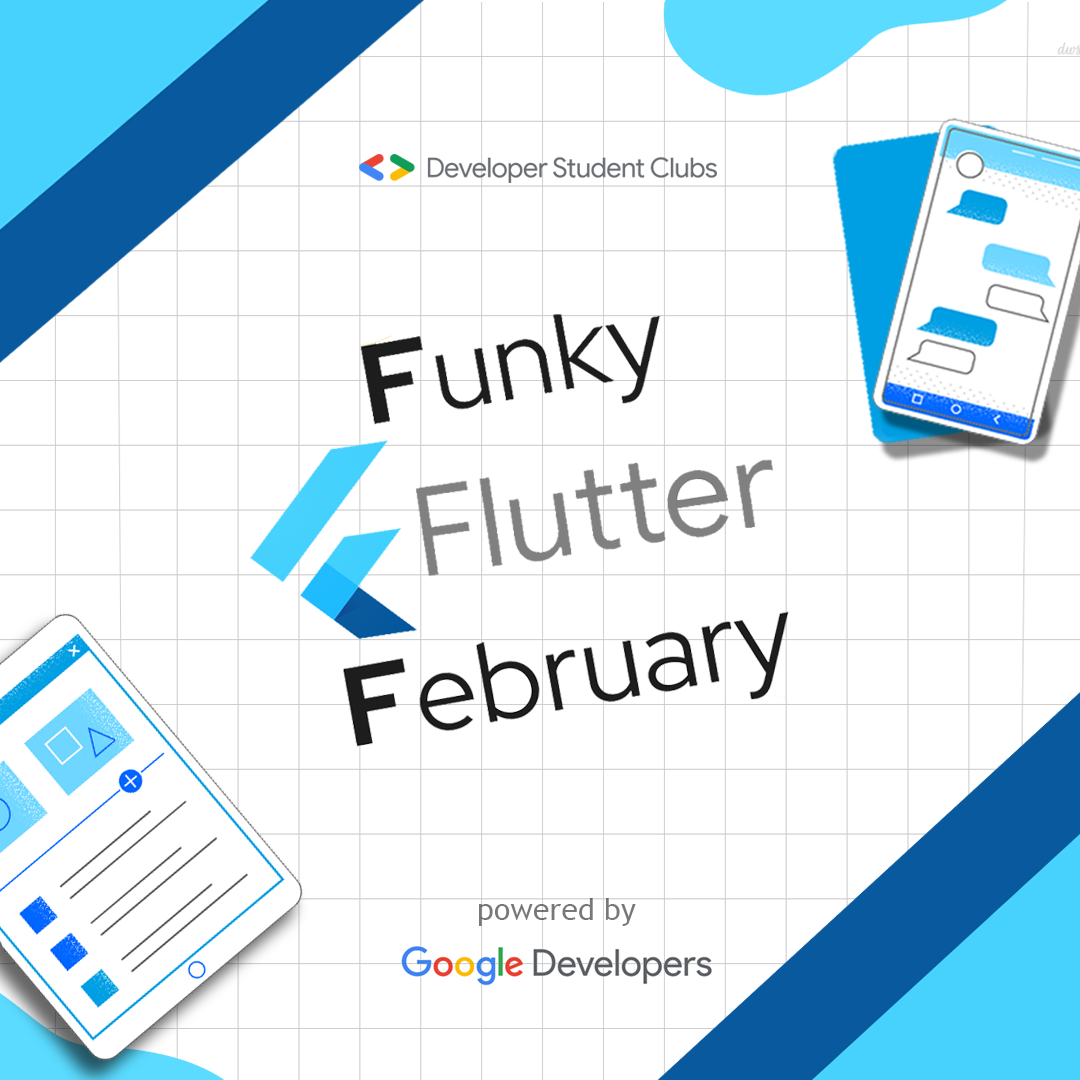 Developer Student Clubs
Funky
Flutter
February
powered by
Google Developers